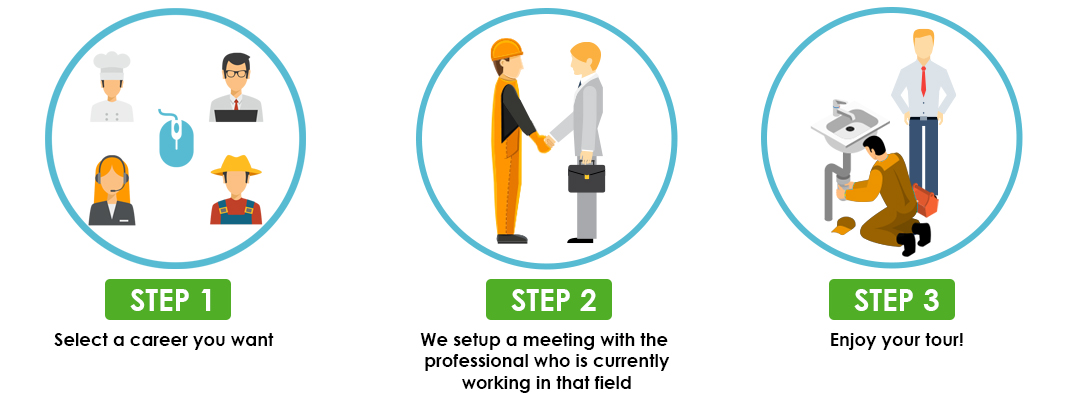 STEP 1
Select a career you want
STEP 2
We setup a meeting with the
professional who is currently
working in that field
STEP 3
Enjoy your tour!